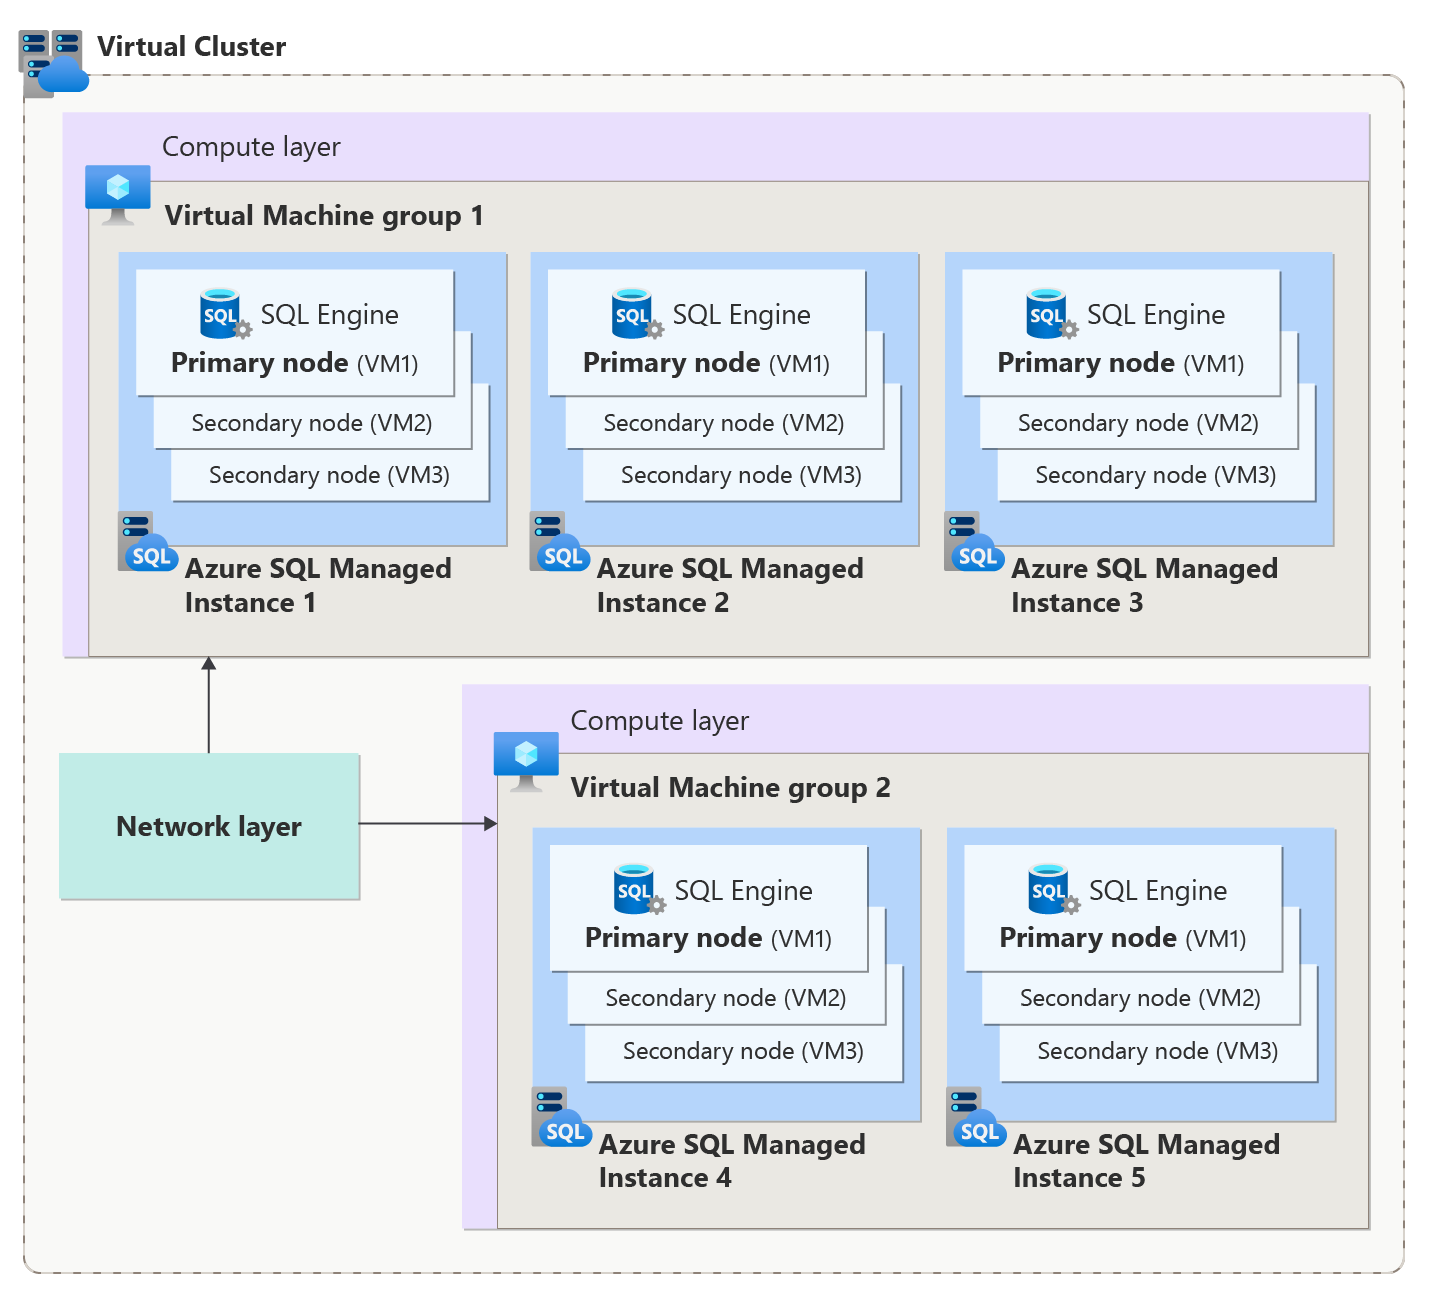 Virtual Cluster
Compute layer
Virtual Machine group 1
SQL SQL Engine
Primary node (VM1)
Secondary node (VM2)
Secondary node (VM3)
SQL
Azure SQL Managed
Instance 1
SQL SQL Engine
Primary node (VM1)
Secondary node (VM2)
Secondary node (VM3)
SQL
Azure SQL Managed
Instance 2
SQL SQL Engine
Primary node (VM1)
Secondary node (VM2)
Secondary node (VM3)
SQL
Azure SQL Managed
Instance 3
Network layer
Compute layer
Virtual Machine group 2
SQL SQL Engine
Primary node (VM1)
Secondary node (VM2)
Secondary node (VM3)
SQL
Azure SQL Managed
Instance 4
SQL SQL Engine
Primary node (VM1)
Secondary node (VM2)
Secondary node (VM3)
SQL
Azure SQL Managed
Instance 5